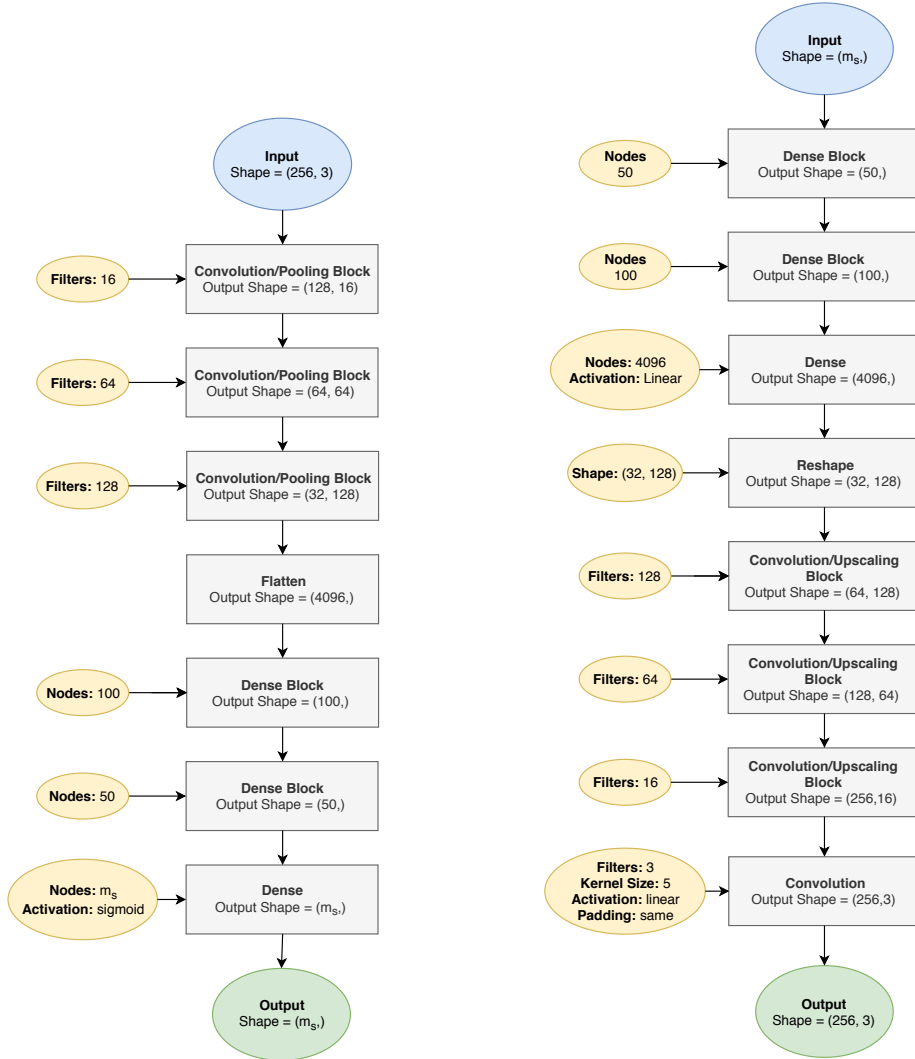 Input
Shape = (256, 3)
Filters: 16
Convolution/Pooling Block
Output Shape = (128, 16)
Filters: 64
Convolution/Pooling Block
Output Shape = (64, 64)
Filters: 128
Convolution/Pooling Block
Output Shape = (32, 128)
Flatten
Output Shape = (4096,)
Nodes: 100
Dense Block
Output Shape = (100,)
Nodes: 50
Dense Block
Output Shape = (50,)
Nodes: mₛ
Activation: sigmoid
Dense
Output Shape = (mₛ,)
Output
Shape = (mₛ,)
Input
Shape = (mₛ,)
Nodes
50
Dense Block
Output Shape = (50,)
Nodes
100
Dense Block
Output Shape = (100,)
Nodes: 4096
Activation: Linear
Dense
Output Shape = (4096,)
Shape: (32, 128)
Reshape
Output Shape = (32, 128)
Filters: 128
Convolution/Upscaling
Block
Output Shape = (64, 128)
Filters: 64
Convolution/Upscaling
Block
Output Shape = (128, 64)
Filters: 16
Convolution/Upscaling
Block
Output Shape = (256,16)
Filters: 3
Kernel Size: 5
Activation: linear
Padding: same
Convolution
Output Shape = (256,3)
Output
Shape = (256, 3)